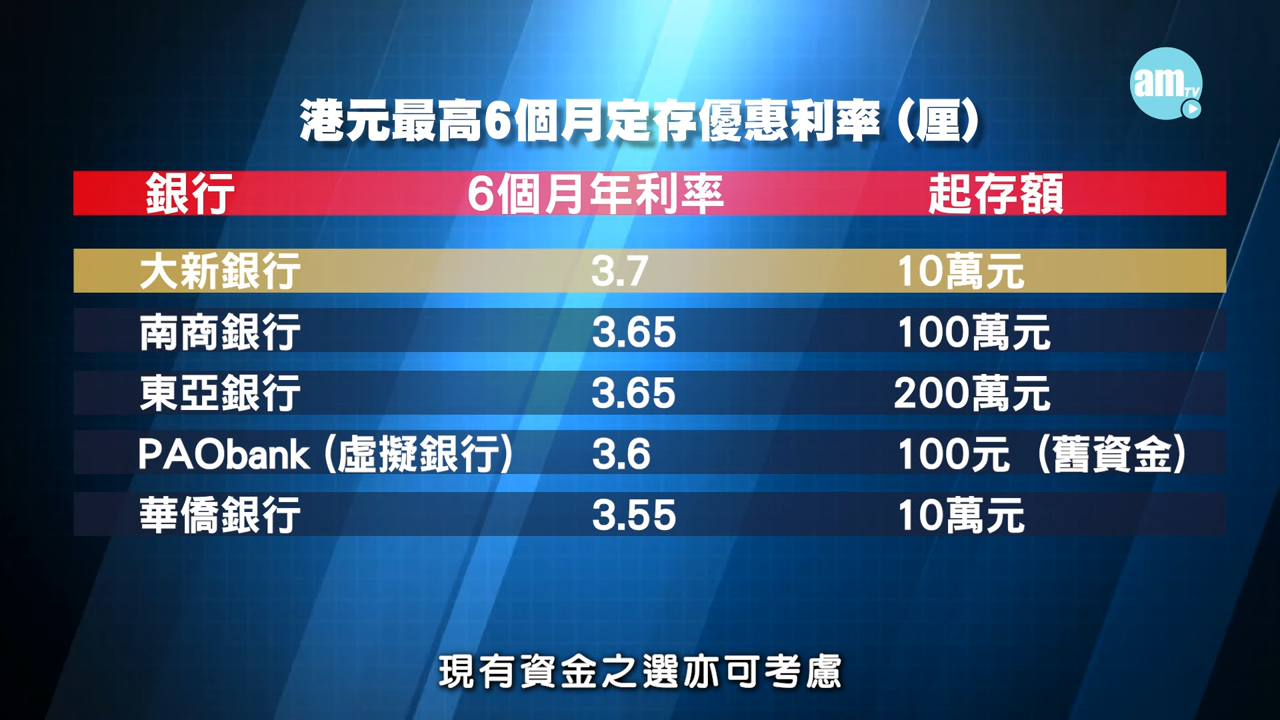 am TV
港元最高6個月定存優惠利率 (厘)
銀行 6個月年利率 起存額
大新銀行 3.7 10萬元
南商銀行 3.65 100萬元
東亞銀行 3.65 200萬元
PAObank (虛擬銀行) 3.6 100元 (舊資金)
華僑銀行 3.55 10萬元
現有資金之選亦可考慮